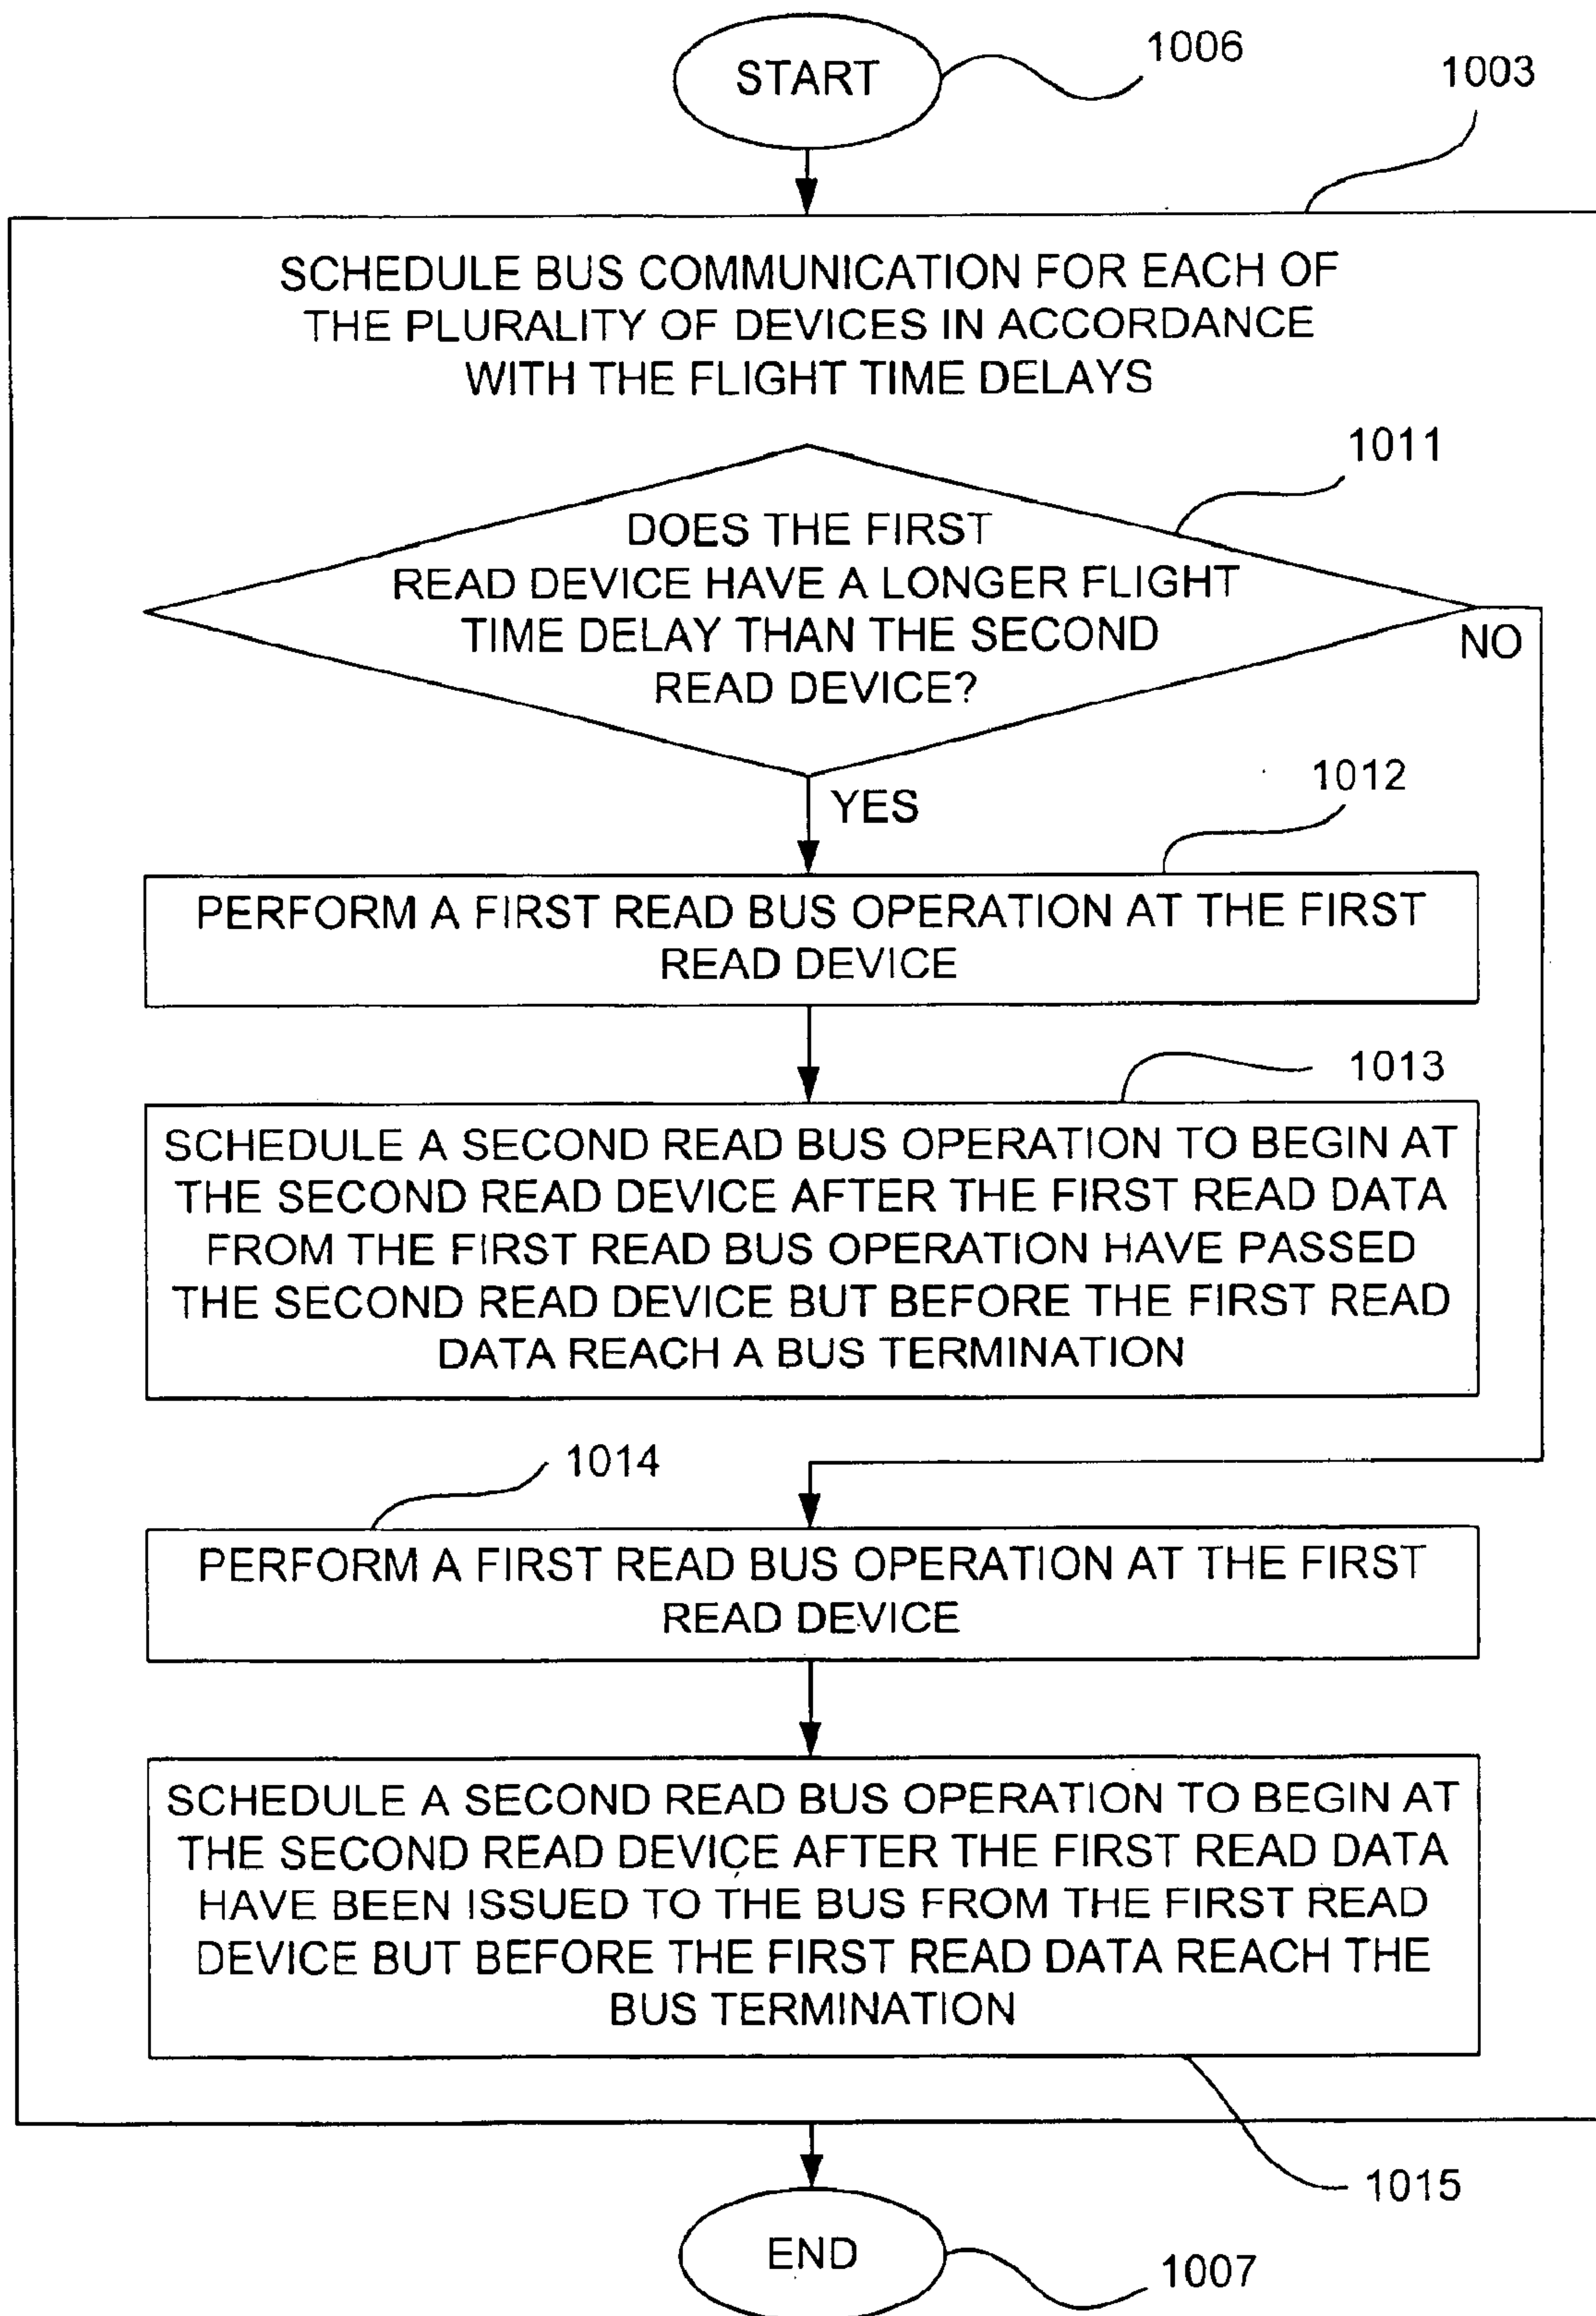 START
1006
1003
SCHEDULE BUS COMMUNICATION FOR EACH OF
THE PLURALITY OF DEVICES IN ACCORDANCE
WITH THE FLIGHT TIME DELAYS
1011
DOES THE FIRST
READ DEVICE HAVE A LONGER FLIGHT
TIME DELAY THAN THE SECOND
READ DEVICE?
NO
YES
1012
PERFORM A FIRST READ BUS OPERATION AT THE FIRST
READ DEVICE
1013
SCHEDULE A SECOND READ BUS OPERATION TO BEGIN AT
THE SECOND READ DEVICE AFTER THE FIRST READ DATA
FROM THE FIRST READ BUS OPERATION HAVE PASSED
THE SECOND READ DEVICE BUT BEFORE THE FIRST READ
DATA REACH A BUS TERMINATION
1014
PERFORM A FIRST READ BUS OPERATION AT THE FIRST
READ DEVICE
SCHEDULE A SECOND READ BUS OPERATION TO BEGIN AT
THE SECOND READ DEVICE AFTER THE FIRST READ DATA
HAVE BEEN ISSUED TO THE BUS FROM THE FIRST READ
DEVICE BUT BEFORE THE FIRST READ DATA REACH THE
BUS TERMINATION
1015
END
1007